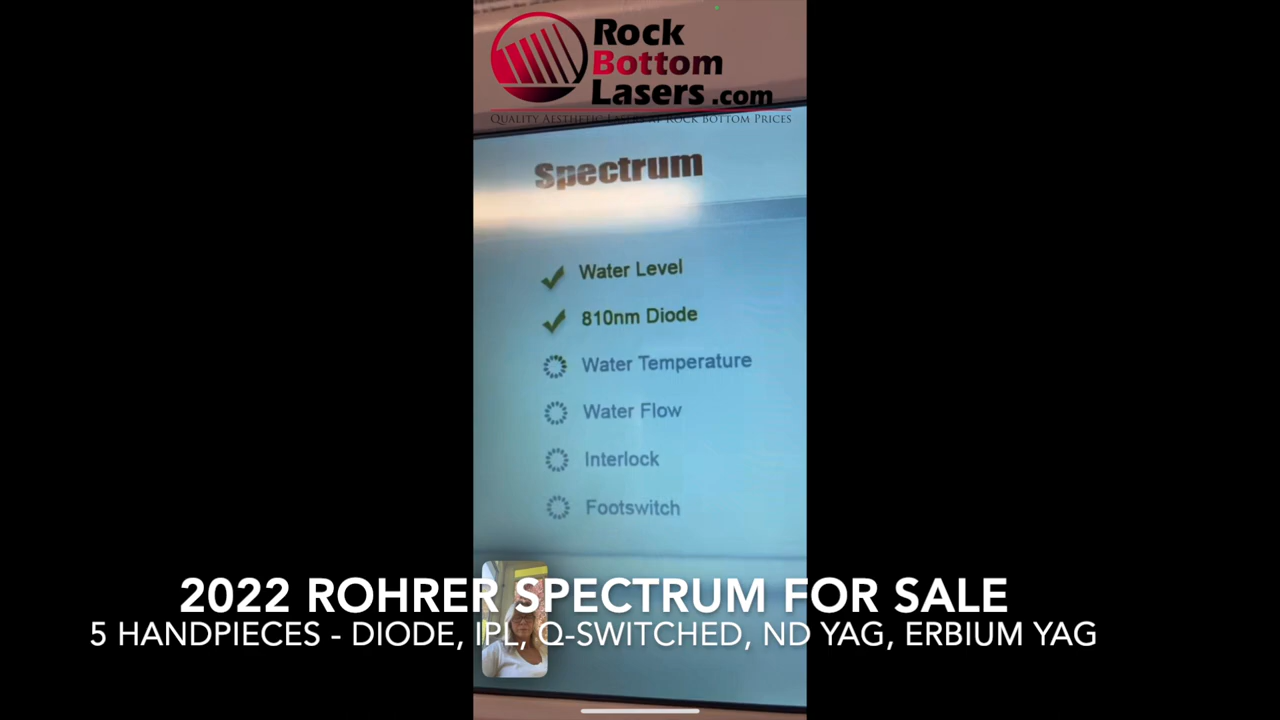 Rock
Bottom
Lasers.com
Quality Aesthetic Lasers at Rock Bottom Prices
Spectrum
Water Level
810nm Diode
Water Temperature
Water Flow
Interlock
Footswitch
2022 ROHRER SPECTRUM FOR SALE
5 HANDPIECES - DIODE, IPL, Q-SWITCHED, ND YAG, ERBIUM YAG